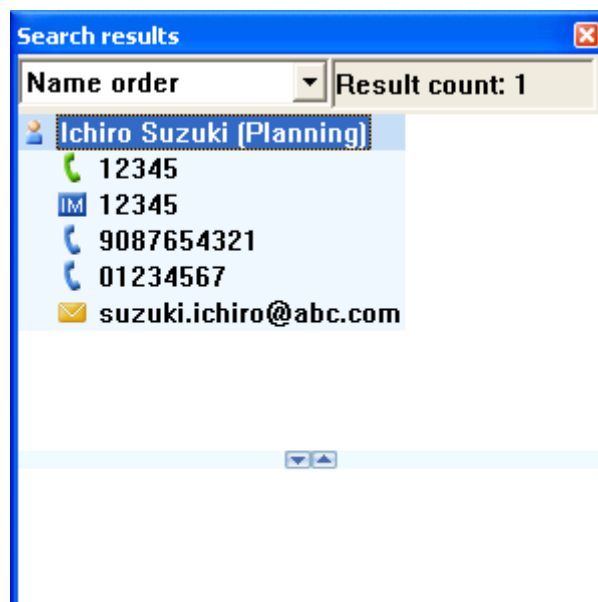 Search results
Name order Result count: 1
Ichiro Suzuki (Planning)
12345
IM 12345
9087654321
01234567
suzuki.ichiro@abc.com